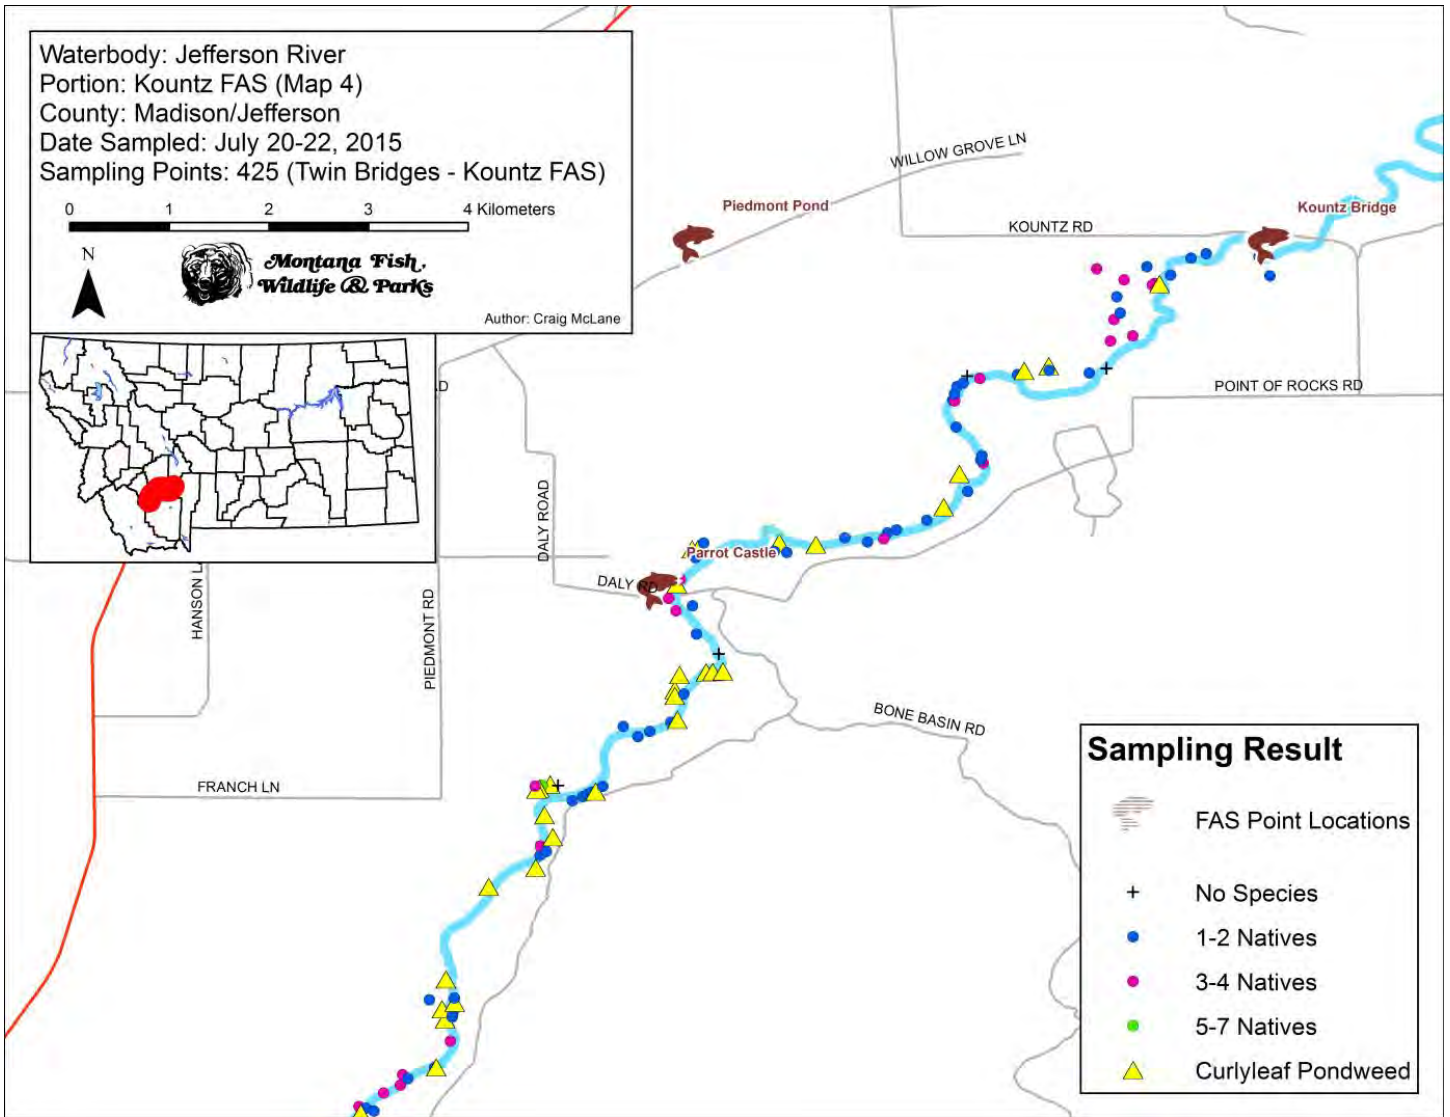 Waterbody: Jefferson River
Portion: Kountz FAS (Map 4)
County: Madison/Jefferson
Date Sampled: July 20-22, 2015
Sampling Points: 425 (Twin Bridges - Kountz FAS)
0 1 2 3 4 Kilometers
N
Montana Fish,
Wildlife & Parks
Author: Craig McLane
WILLOW GROVE LN
Piedmont Pond
Kountz Bridge
KOUNTZ RD
POINT OF ROCKS RD
DALY ROAD
Parrot Castle
DALY RD
HANSON L
PIEDMONT RD
BONE BASIN RD
FRANCH LN
Sampling Result
FAS Point Locations
No Species
1-2 Natives
3-4 Natives
5-7 Natives
Curlyleaf Pondweed